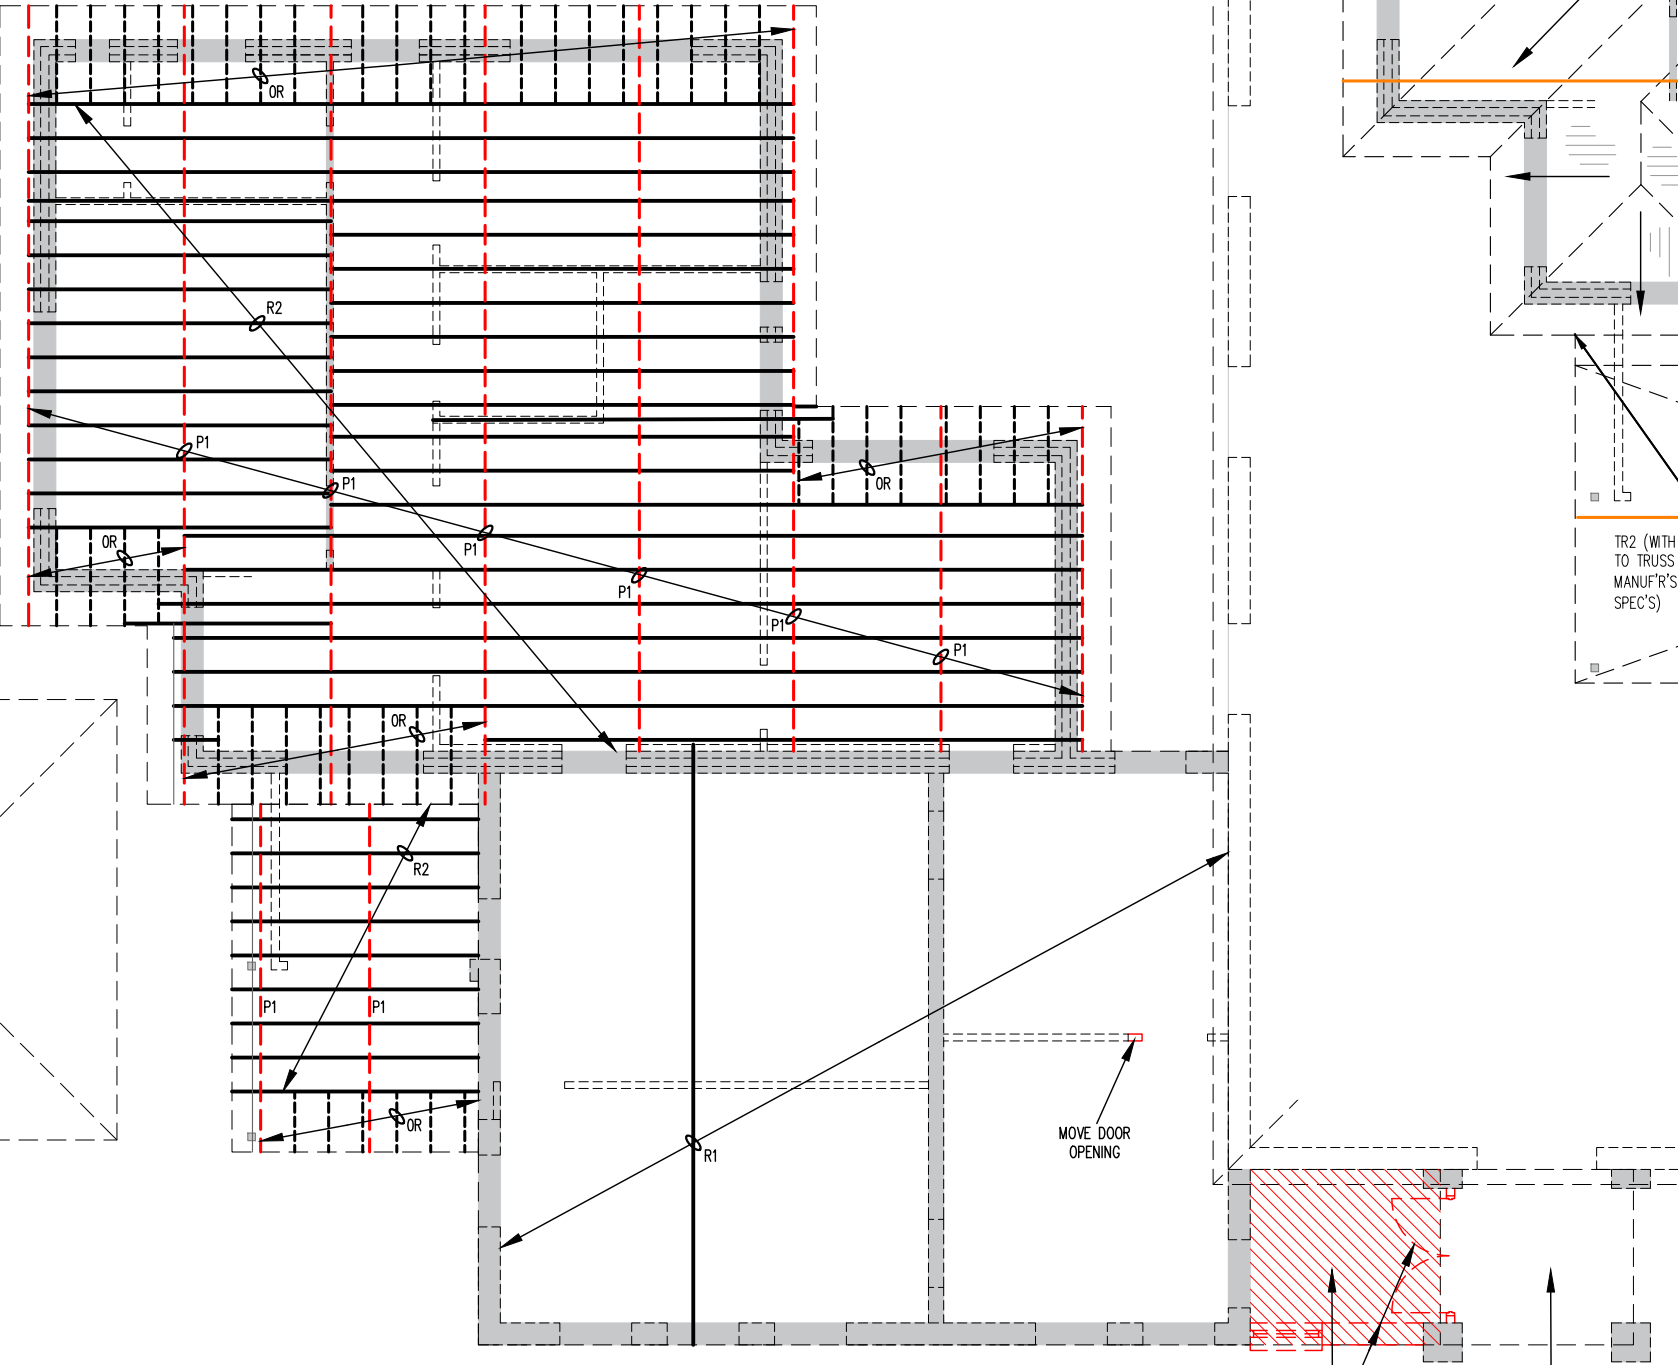 OR
R2
P1
P1
OR
P1
OR
TR2 (WITH
TO TRUSS
MANUF'R'S
SPEC'S)
P1
P1
P1
OR
R2
P1
P1
OR
MOVE DOOR
OPENING
R1